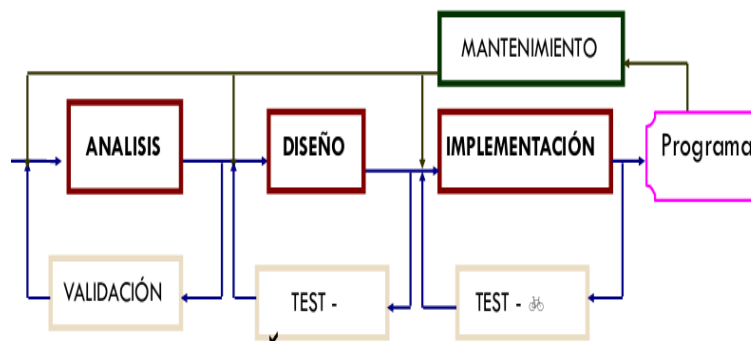 MANTENIMIENTO
ANALISIS
DISEÑO
IMPLEMENTACIÓN
Programa
VALIDACIÓN
TEST -
TEST -